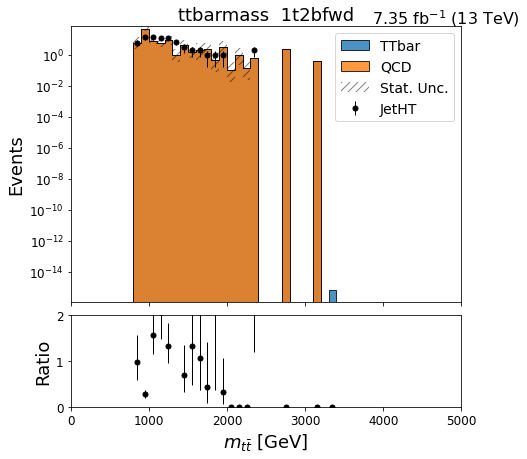 ttbarmass 1t2bfwd 7.35 fb⁻¹ (13 TeV)
TTbar
QCD
Stat. Unc.
JetHT
Events
10⁰
10⁻²
10⁻⁴
10⁻⁶
10⁻⁸
10⁻¹⁰
10⁻¹²
10⁻¹⁴
Ratio
2
1
0
0 1000 2000 3000 4000 5000
m_{tt̄} [GeV]